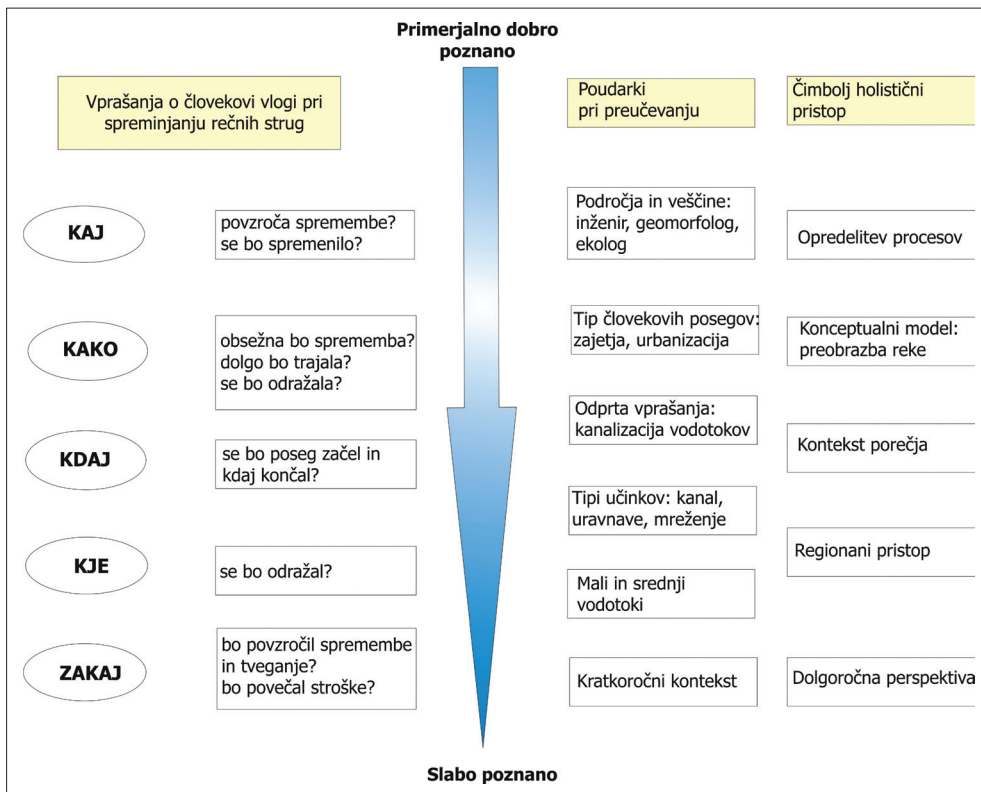 Primerjalno dobro
poznano
Vprašanja o človekovi vlogi pri
spreminjanju rečnih strug
Poudarki
pri preučevanju
Čimbolj holistični
pristop
KAJ
povzroča spremembe?
se bo spremenilo?
Področja in veščine:
inženir, geomorfolog,
ekolog
Opredelitev procesov
KAKO
obsežna bo sprememba?
dolgo bo trajala?
se bo odražala?
Tip človekovih posegov:
zajetja, urbanizacija
Konceptualni model:
preobrazba reke
Odprta vprašanja:
kanalizacija vodotokov
KDAJ
se bo poseg začel in
kdaj končal?
Kontekst porečja
Tipi učinkov: kanal,
uravnave, mreženje
KJE
se bo odražal?
Regionani pristop
Mali in srednji
vodotoki
ZAKAJ
bo povzročil spremembe
in tveganje?
bo povečal stroške?
Kratkoročni kontekst
Dolgoročna perspektiva
Slabo poznano